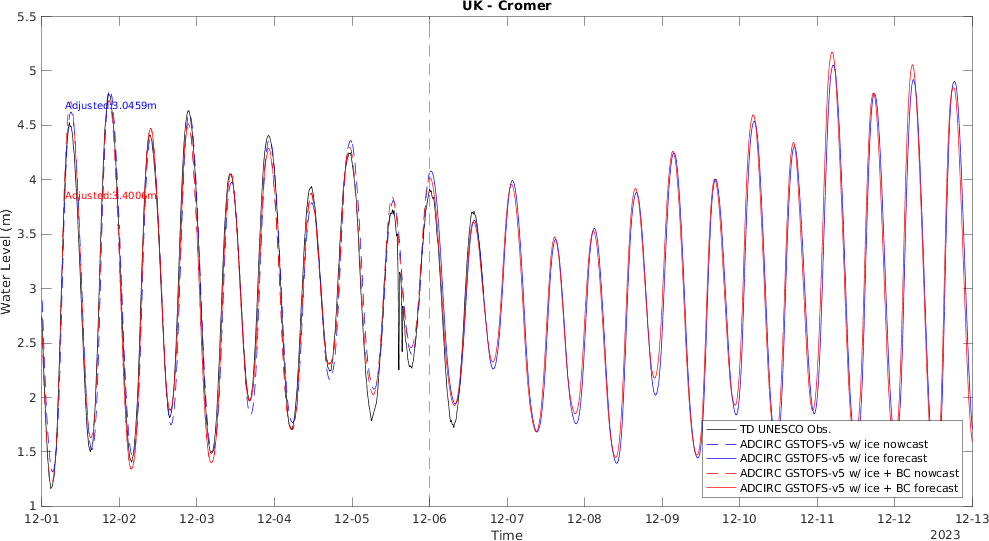 UK - Cromer
5.5
5
4.5
4
3.5
3
2.5
2
1.5
1
Water Level (m)
Adjusted:3.0459m
Adjusted:3.4006m
TD UNESCO Obs.
ADCIRC GSTOFS-v5 w/ ice nowcast
ADCIRC GSTOFS-v5 w/ ice forecast
ADCIRC GSTOFS-v5 w/ ice + BC nowcast
ADCIRC GSTOFS-v5 w/ ice + BC forecast
12-01 12-02 12-03 12-04 12-05 12-06 12-07 12-08 12-09 12-10 12-11 12-12 12-13
Time
2023